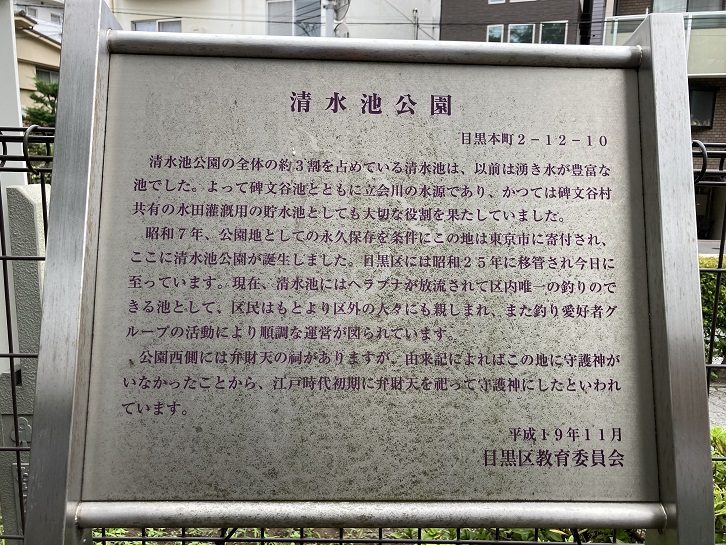 清水池公園
目黒本町２－１２－１０
清水池公園の全体の約３割を占めている清水池は、以前は湧き水が豊富な
池でした。よって碑文谷池とともに立会川の水源であり、かつては碑文谷村
共有の水田灌漑用の貯水池としても大切な役割を果たしていました。
昭和７年、公園地としての永久保存を条件にこの地は東京市に寄付され、
ここに清水池公園が誕生しました。目黒区には昭和２５年に移管され今日に
至っています。現在、清水池にはヘラブナが放流されて区内唯一の釣りので
きる池として、区民はもとより区外の人々にも親しまれ、また釣り愛好者グ
ループの活動により順調な運営が図られています。
公園西側には弁財天の祠がありますが、由来記によればこの地に守護神が
いなかったことから、江戸時代初期に弁財天を祀って守護神にしたといわれ
ています。
平成１９年１１月
目黒区教育委員会